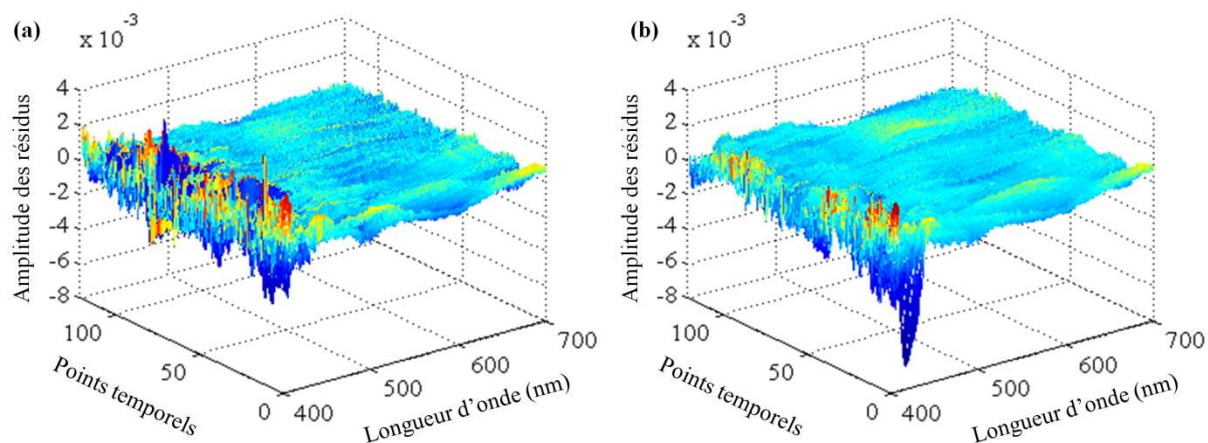 (a)
x 10⁻³
4
2
0
-2
-4
-6
-8
Amplitude des résidus
100
50
0
Points temporels
400
500
600
700
Longueur d’onde (nm)
(b)
x 10⁻³
4
2
0
-2
-4
-6
-8
Amplitude des résidus
100
50
0
Points temporels
400
500
600
700
Longueur d’onde (nm)